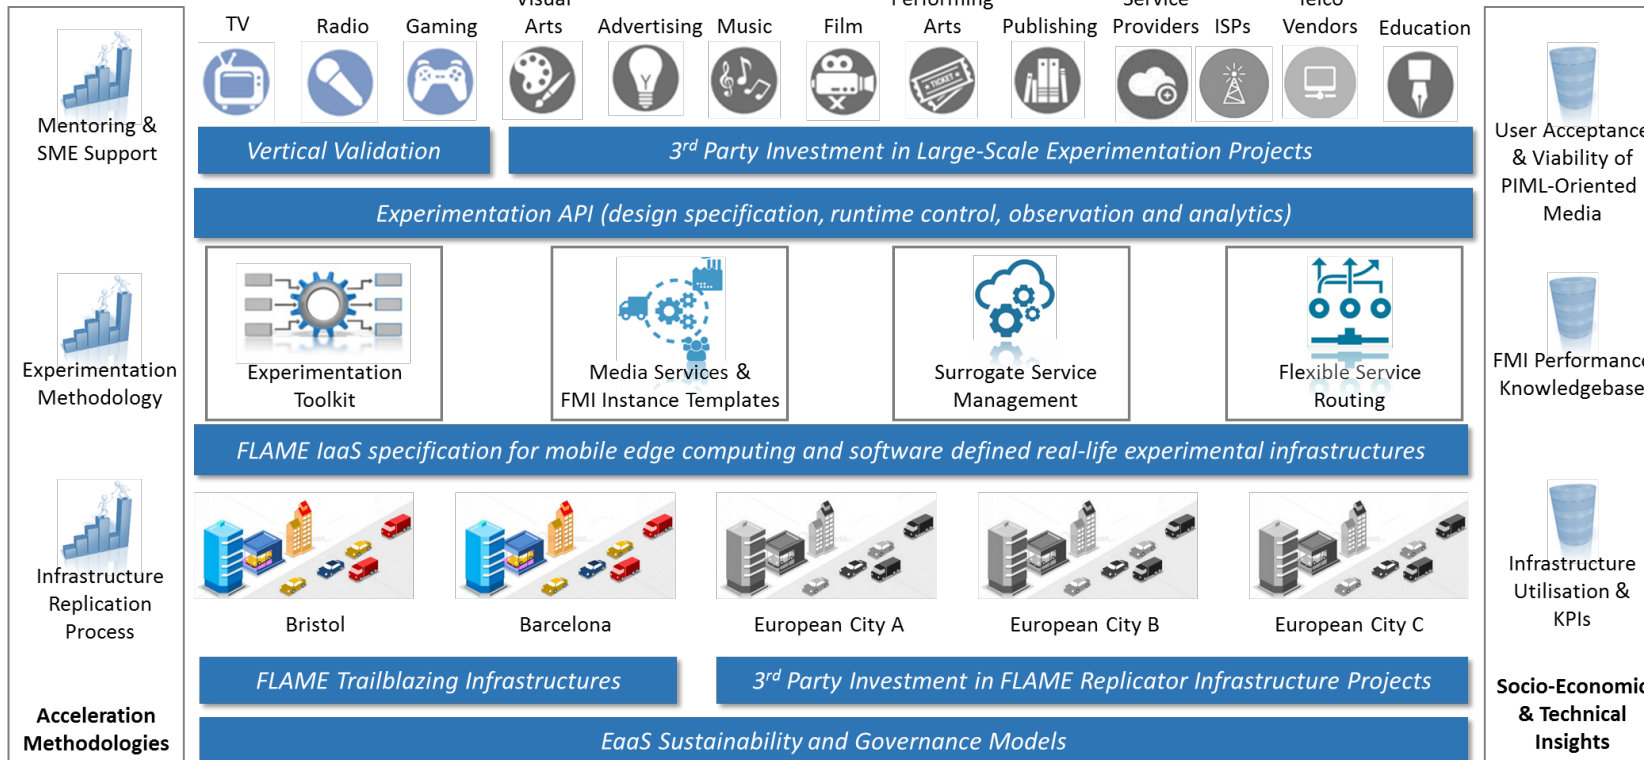 Visual
Performing
Service
Telco
TV
Radio
Gaming
Arts
Advertising
Music
Film
Arts
Publishing
Providers
ISPs
Vendors
Education
TICKET
Mentoring &
SME Support
Vertical Validation
3rd Party Investment in Large-Scale Experimentation Projects
User Acceptance
& Viability of
PIML-Oriented
Media
Experimentation API (design specification, runtime control, observation and analytics)
Experimentation
Methodology
Experimentation
Toolkit
Media Services &
FMI Instance Templates
Surrogate Service
Management
Flexible Service
Routing
FMI Performance
Knowledgebase
FLAME IaaS specification for mobile edge computing and software defined real-life experimental infrastructures
Infrastructure
Replication
Process
Bristol
Barcelona
European City A
European City B
European City C
Infrastructure
Utilisation &
KPIs
FLAME Trailblazing Infrastructures
3rd Party Investment in FLAME Replicator Infrastructure Projects
Acceleration
Methodologies
EaaS Sustainability and Governance Models
Socio-Economic
& Technical
Insights